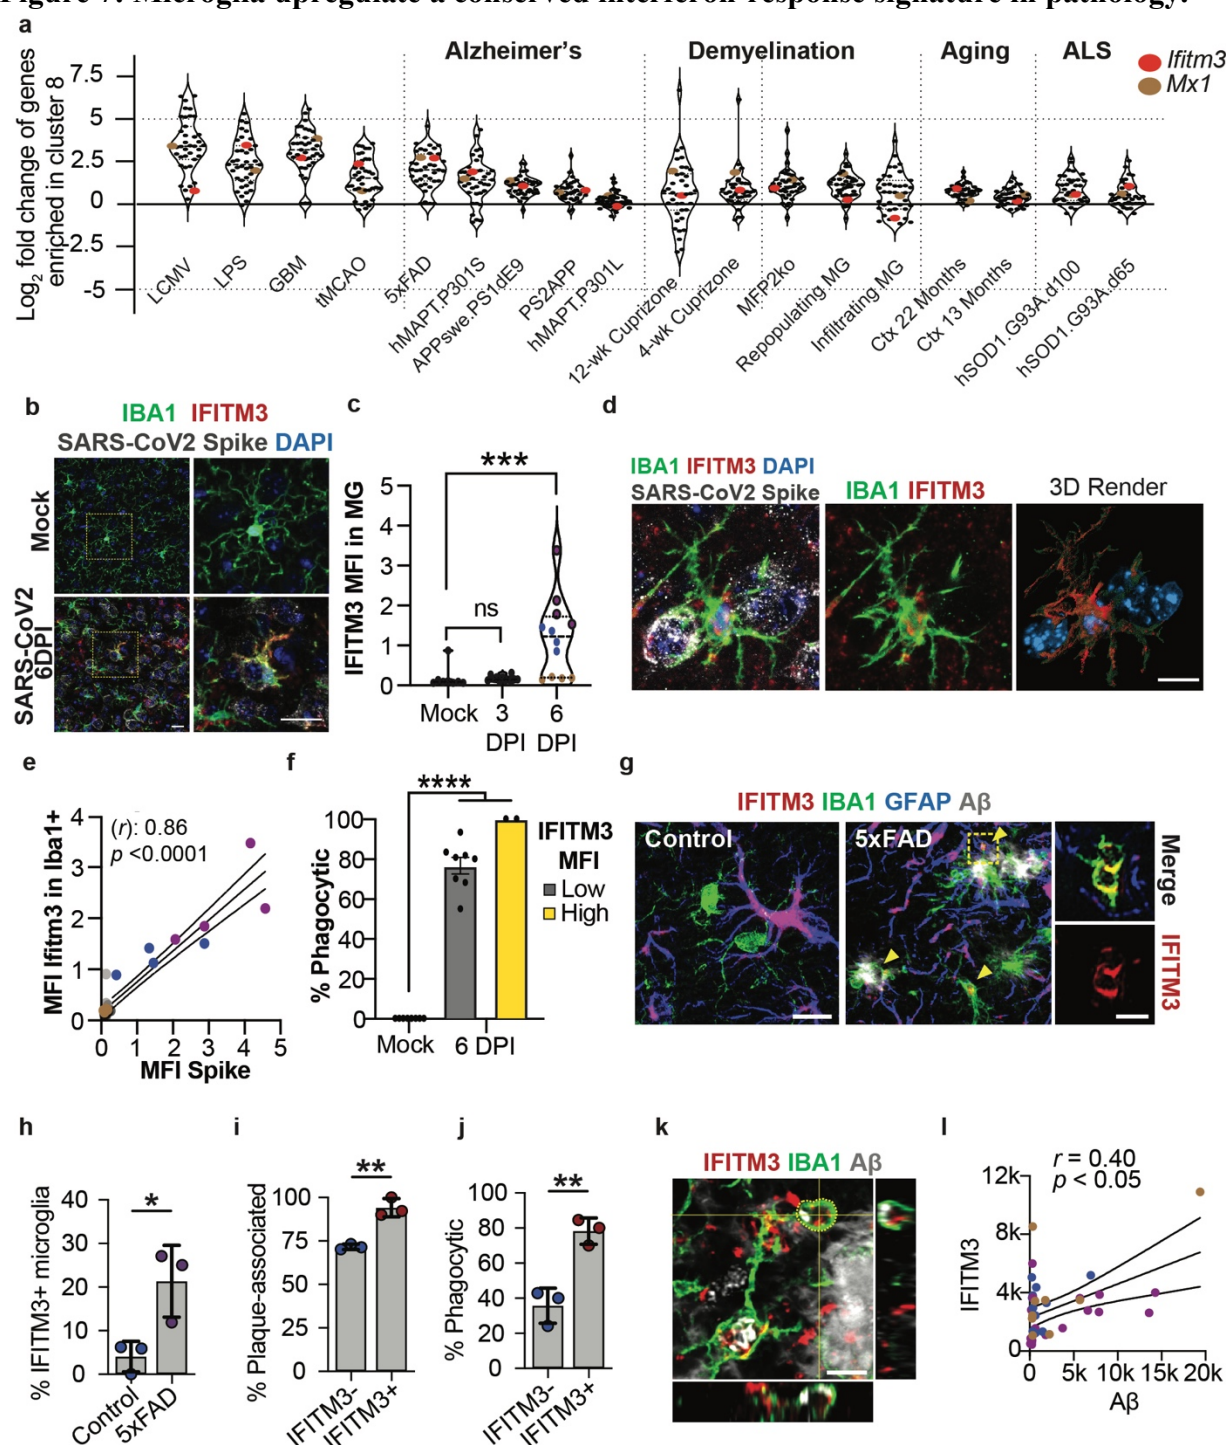 Figure 7. Microglia upregulate a conserved interferon-response signature in pathology.
a
Alzheimer's Demyelination Aging ALS
Ifitm3
Mx1
Log2 fold change of genes
enriched in cluster 8
7.5
5
2.5
0
-2.5
-5
LCMV LPS GBM tMCAO 5xFAD hMAPT.P301S APPswe.PS1dE9 PS2APP hMAPT.P301L 12-wk Cuprizone 4-wk Cuprizone MFP2ko Repopulating MG Infiltrating MG Ctx 22 Months Ctx 13 Months hSOD1.G93A.d100 hSOD1.G93A.d65
b
IBA1 IFITM3
SARS-CoV2 Spike DAPI
Mock
SARS-CoV2
6DPI
c
IFITM3 MFI in MG
***
ns
5
4
3
2
1
0
Mock 3 6
DPI DPI
d
IBA1 IFITM3 DAPI
SARS-CoV2 Spike
IBA1 IFITM3
3D Render
e
MFI Ifitm3 in Iba1+
(r): 0.86
p <0.0001
4
3
2
1
0
0 1 2 3 4 5
MFI Spike
f
% Phagocytic
****
100
80
60
40
20
0
Mock 6 DPI
IFITM3
MFI
Low
High
g
IFITM3 IBA1 GFAP Aβ
Control 5xFAD
Merge
IFITM3
h
% IFITM3+ microglia
*
40
30
20
10
0
Control 5xFAD
i
% Plaque-associated
**
100
75
50
25
0
IFITM3- IFITM3+
j
% Phagocytic
**
100
80
60
40
20
0
IFITM3- IFITM3+
k
IFITM3 IBA1 Aβ
l
r = 0.40
p < 0.05
IFITM3
12k
8k
4k
0
0 5k 10k 15k 20k
Aβ